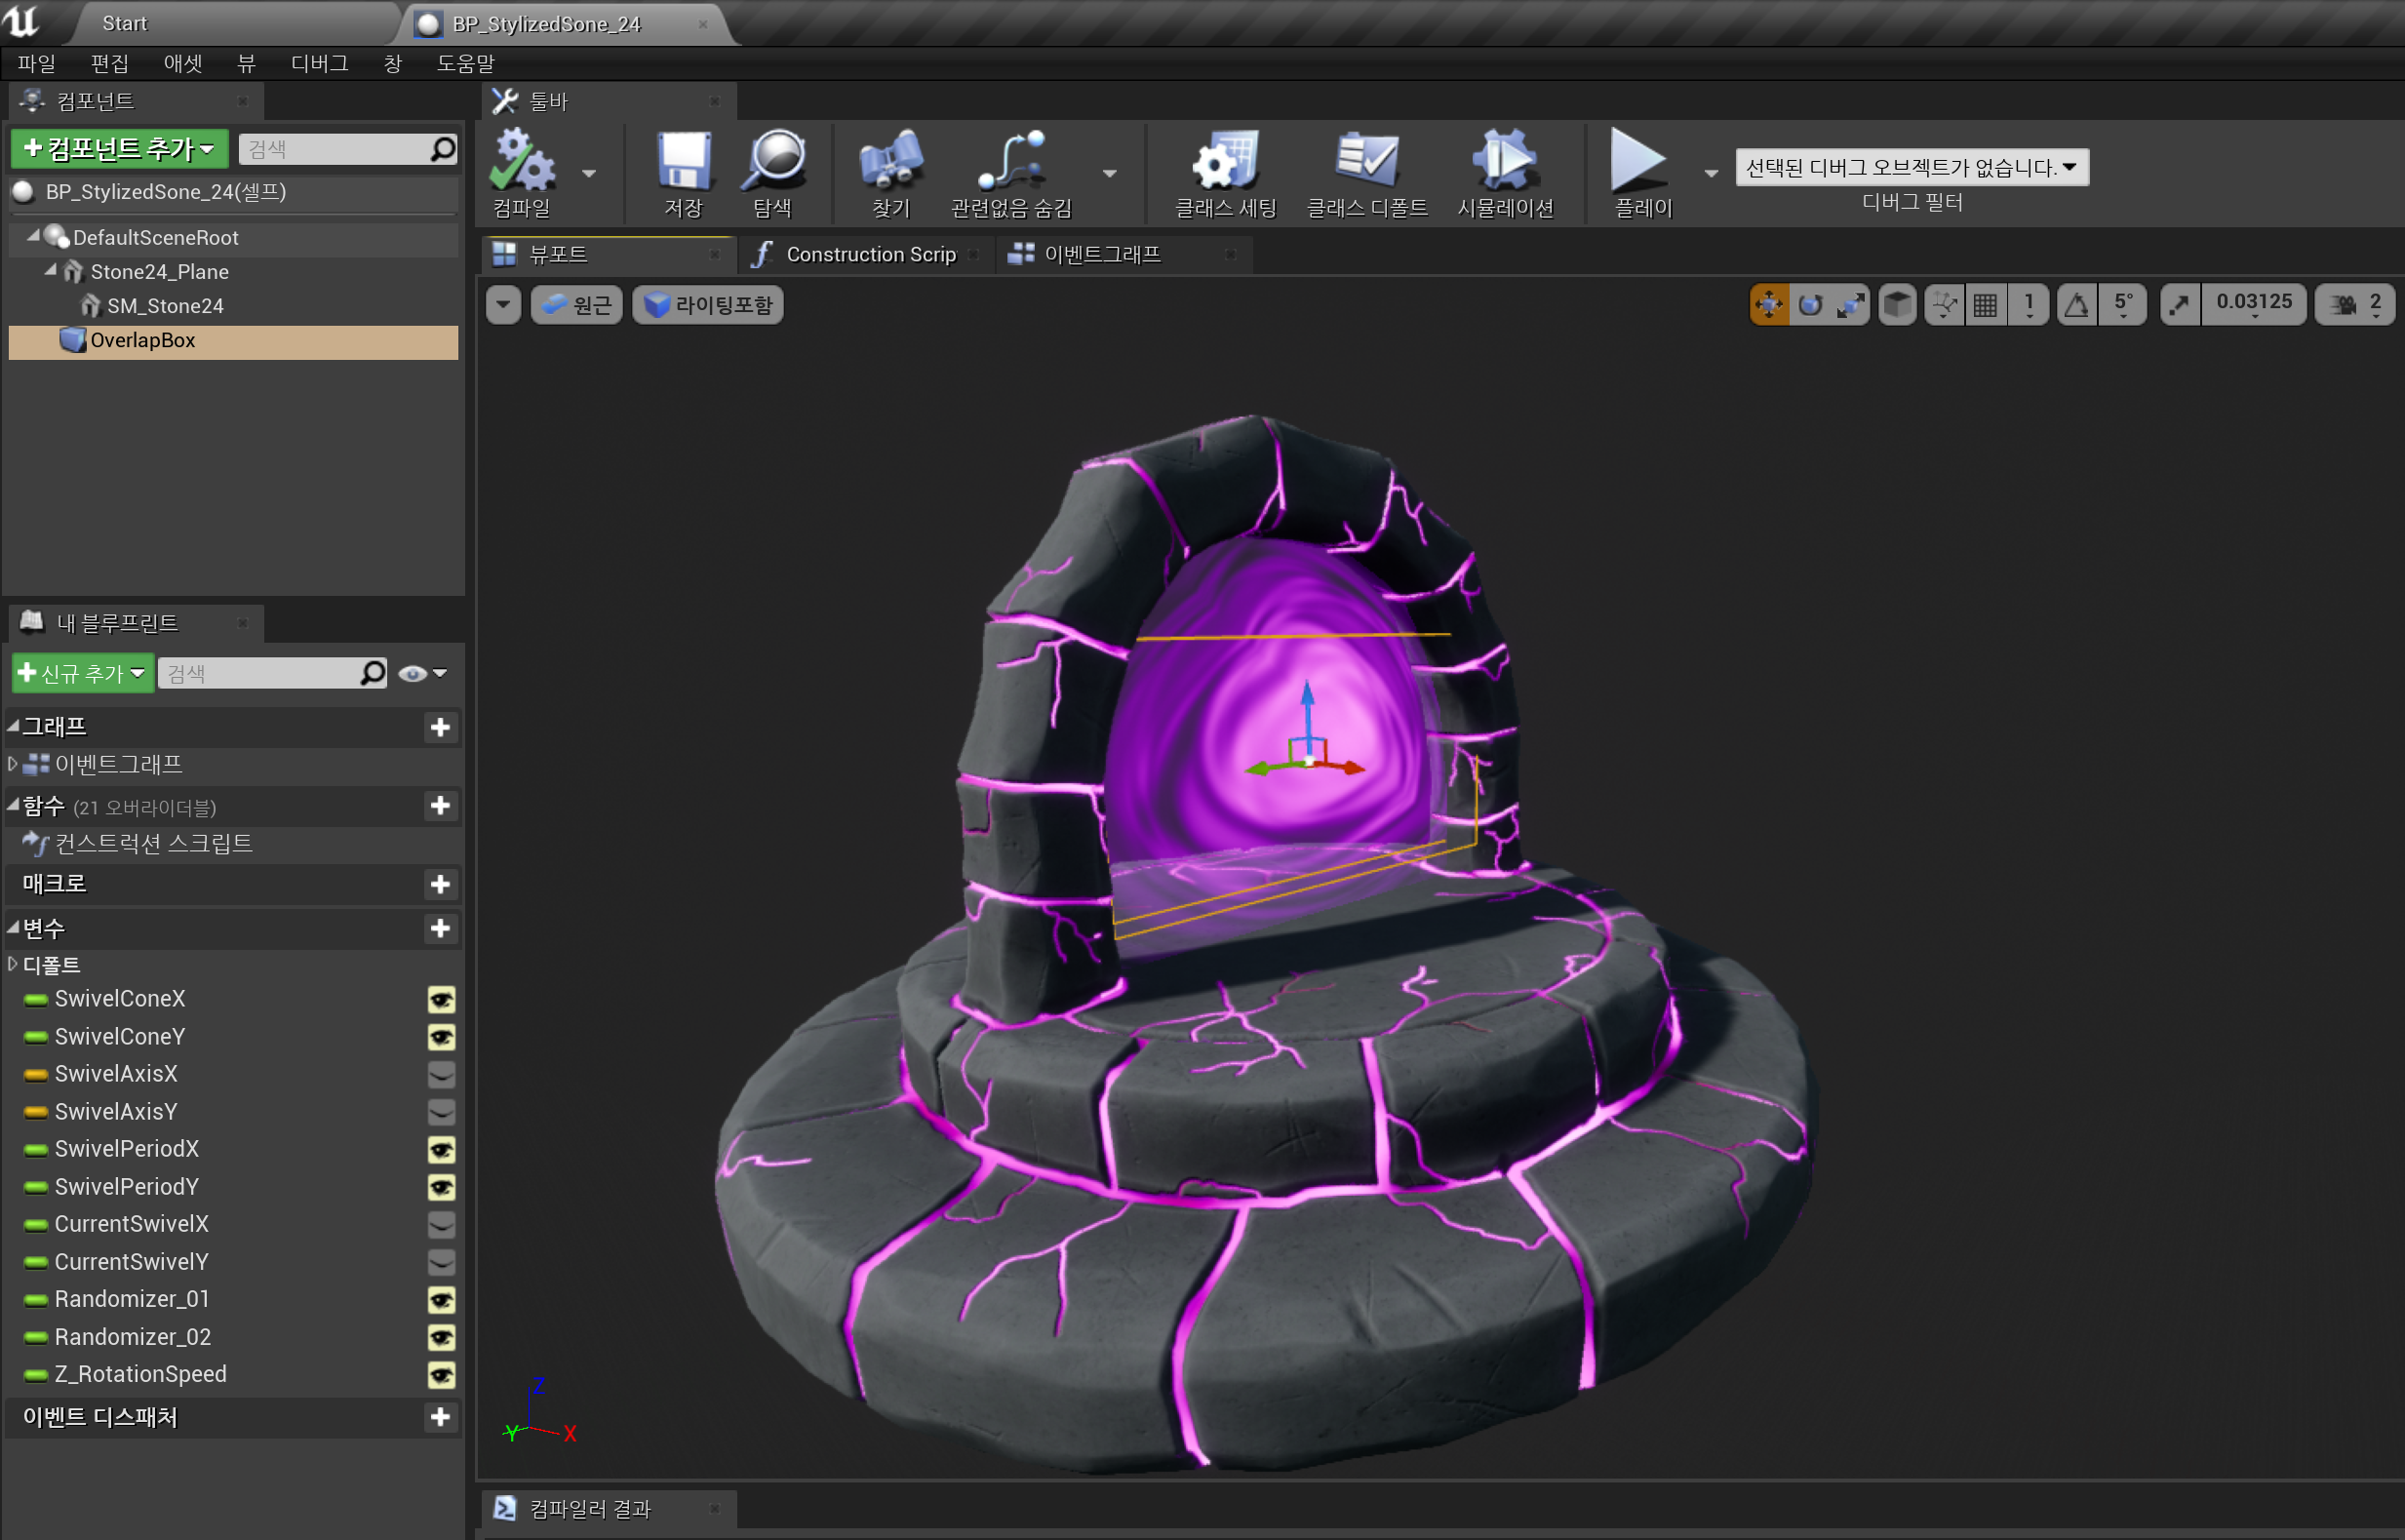 Start
BP_StylizedSone_24
파일 편집 애셋 뷰 디버그 창 도움말
컴포넌트
컴포넌트 추가
검색
BP_StylizedSone_24(셀프)
DefaultSceneRoot
Stone24_Plane
SM_Stone24
OverlapBox
툴바
컴파일
저장
탐색
찾기
관련없음 숨김
클래스 세팅
클래스 디폴트
시뮬레이션
플레이
선택된 디버그 오브젝트가 없습니다.
디버그 필터
뷰포트
Construction Scrip
이벤트그래프
원근
라이팅포함
1
5°
0.03125
2
내 블루프린트
신규 추가
검색
그래프
이벤트그래프
함수 (21 오버라이더블)
컨스트럭션 스크립트
매크로
변수
디폴트
SwivelConeX
SwivelConeY
SwivelAxisX
SwivelAxisY
SwivelPeriodX
SwivelPeriodY
CurrentSwivelX
CurrentSwivelY
Randomizer_01
Randomizer_02
Z_RotationSpeed
이벤트 디스패처
Z
Y
X
컴파일러 결과